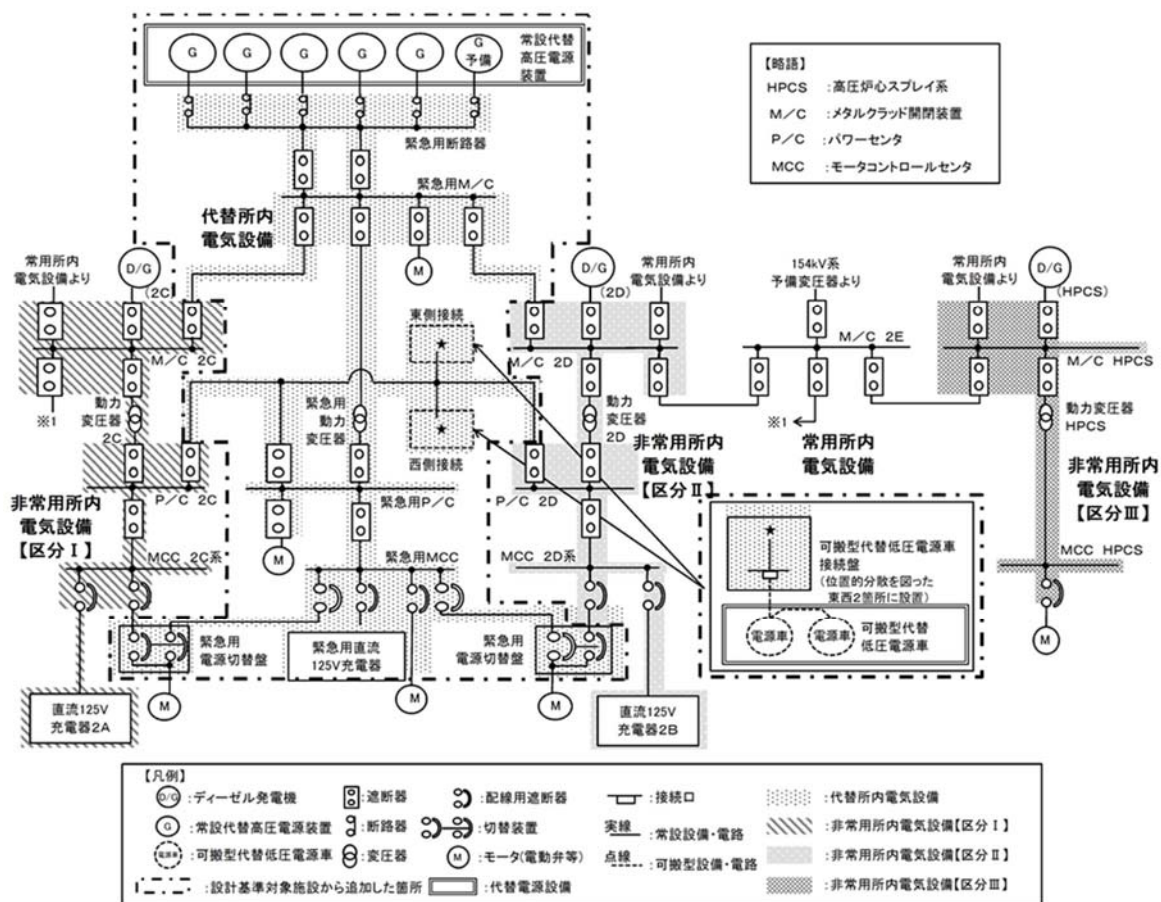 G
G
G
G
G
G
予備
常設代替
高圧電源
装置
【略語】
HPCS :高圧炉心スプレイ系
M/C :メタルクラッド開閉装置
P/C :パワーセンタ
MCC :モータコントロールセンタ
緊急用断路器
緊急用M/C
代替所内
電気設備
常用所内
電気設備より
D/G
(2C)
M
D/G
(2D)
常用所内
電気設備より
154kV系
予備変圧器より
常用所内
電気設備より
D/G
(HPCS)
東側接続
★
M/C 2C
M/C 2D
M/C 2E
M/C HPCS
※1
動力
変圧器
2C
緊急用
動力
変圧器
★
西側接続
動力
変圧器
2D
※1
動力変圧器
HPCS
非常用所内
電気設備
【区分Ⅱ】
常用所内
電気設備
非常用所内
電気設備
【区分Ⅲ】
P/C 2C
緊急用P/C
P/C 2D
非常用所内
電気設備
【区分Ⅰ】
M
MCC 2C系
緊急用MCC
MCC 2D系
MCC HPCS
★
可搬型代替低圧電源車
接続盤
(位置的分散を図った
東西2箇所に設置)
電源車
電源車
可搬型代替
低圧電源車
緊急用直流
125V充電器
緊急用
電源切替盤
M
M
M
M
直流125V
充電器2A
直流125V
充電器2B
【凡例】
D/G :ディーゼル発電機
:遮断器
:配線用遮断器
:接続口
:代替所内電気設備
G :常設代替高圧電源装置
:断路器
:切替装置
実線 :常設設備・電路
:非常用所内電気設備【区分Ⅰ】
電源車 :可搬型代替低圧電源車
:変圧器
M :モータ(電動弁等)
点線 :可搬型設備・電路
:非常用所内電気設備【区分Ⅱ】
:設計基準対象施設から追加した箇所
:代替電源設備
:非常用所内電気設備【区分Ⅲ】